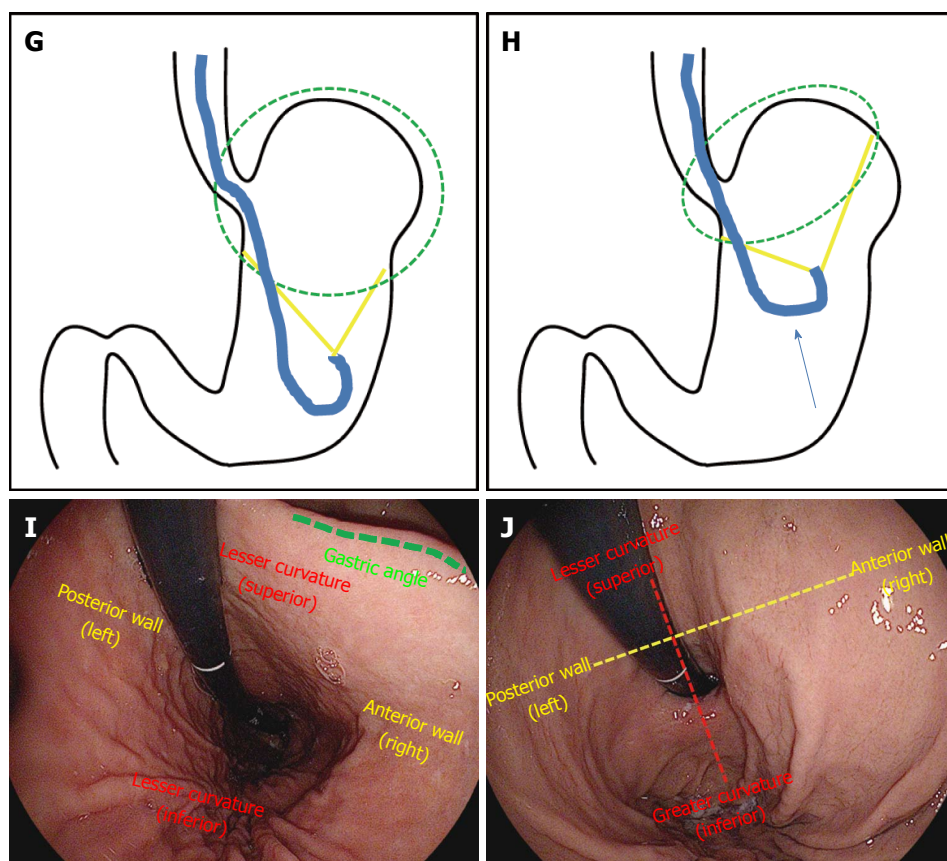 G
H
I
Lesser curvature
(superior)
Gastric angle
Posterior wall
(left)
Anterior wall
(right)
Lesser curvature
(inferior)
J
Lesser curvature
(superior)
Anterior wall
(right)
Posterior wall
(left)
Greater curvature
(inferior)